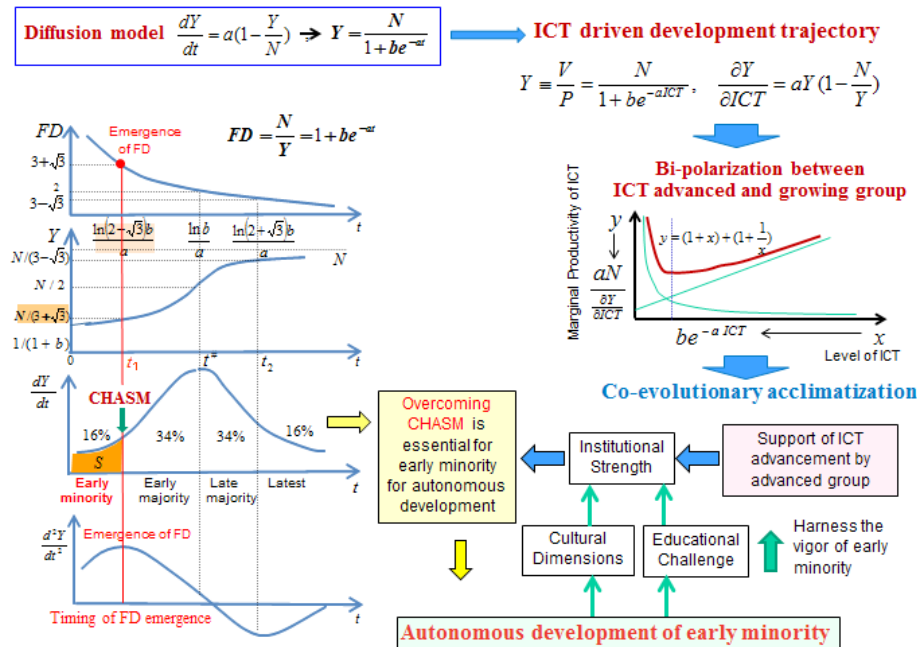 Diffusion model dY/dt = a(1 - Y/N) → Y = N/(1 + be^{-at})
ICT driven development trajectory
Y ≡ V/P = N/(1 + be^{-a ICT}), ∂Y/∂ICT = aY(1 - N/Y)
FD
Emergence
of FD
FD = N/Y = 1 + be^{-at}
3+√3
2
3-√3
t
Bi-polarization between
ICT advanced and growing group
Marginal Productivity of ICT
y
y = (1+x) + (1 + 1/x)
aN
∂Y/∂ICT
be^{-a ICT}
x
Level of ICT
Y
ln(2-√3)b/a
ln b/a
ln(2+√3)b/a
N/(3-√3)
N
N/2
N/(3+√3)
1/(1+b)
0
t₁
t#
t₂
t
Co-evolutionary acclimatization
dY/dt
CHASM
16%
34%
34%
16%
S
Early
minority
Early
majority
Late
majority
Latest
t
Overcoming
CHASM is
essential for
early minority
for autonomous
development
Institutional
Strength
Support of ICT
advancement by
advanced group
Cultural
Dimensions
Educational
Challenge
Harness the
vigor of early
minority
d²Y/dt²
Emergence of FD
Timing of FD emergence
t
Autonomous development of early minority